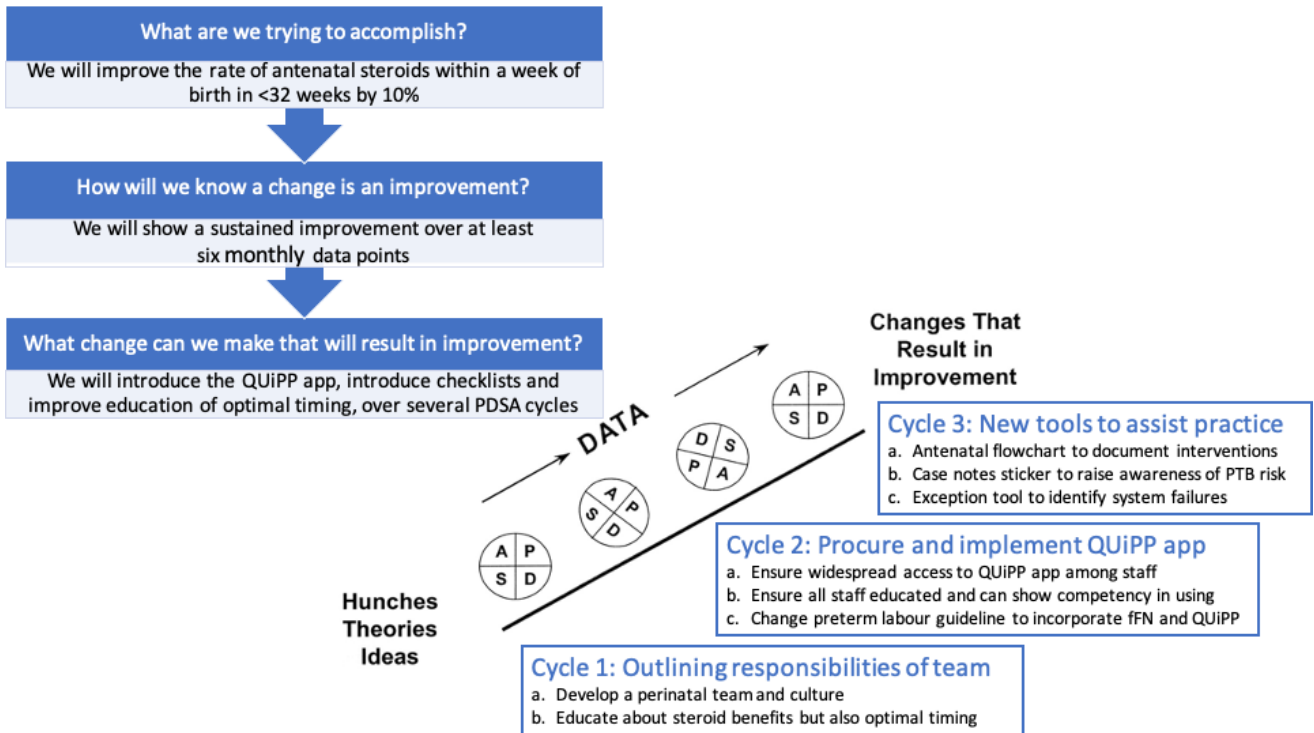 What are we trying to accomplish?
We will improve the rate of antenatal steroids within a week of
birth in <32 weeks by 10%
How will we know a change is an improvement?
We will show a sustained improvement over at least
six monthly data points
What change can we make that will result in improvement?
We will introduce the QUiPP app, introduce checklists and
improve education of optimal timing, over several PDSA cycles
Changes That
Result in
Improvement
DATA
A P
S D
D S
P A
A P
S D
A P
S D
Hunches
Theories
Ideas
Cycle 3: New tools to assist practice
a. Antenatal flowchart to document interventions
b. Case notes sticker to raise awareness of PTB risk
c. Exception tool to identify system failures
Cycle 2: Procure and implement QUiPP app
a. Ensure widespread access to QUiPP app among staff
b. Ensure all staff educated and can show competency in using
c. Change preterm labour guideline to incorporate fFN and QUiPP
Cycle 1: Outlining responsibilities of team
a. Develop a perinatal team and culture
b. Educate about steroid benefits but also optimal timing